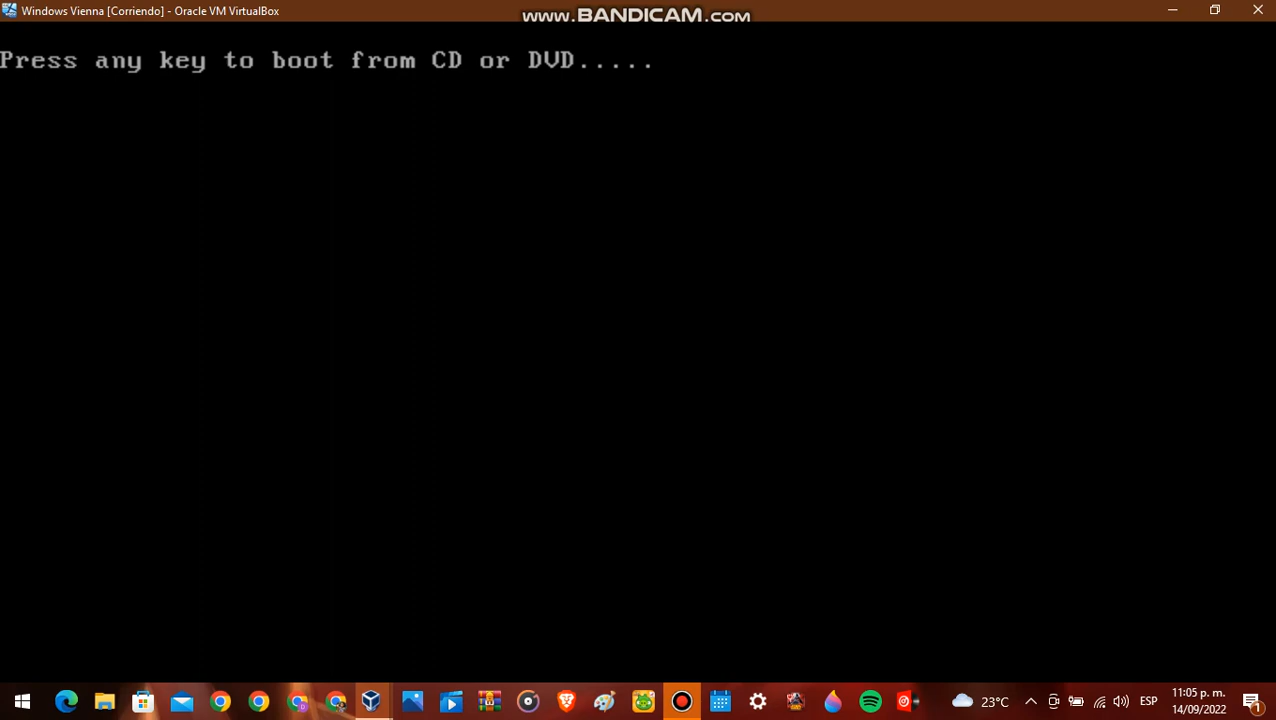 Windows Vienna [Corriendo] - Oracle VM VirtualBox
www.BANDICAM.com
Press any key to boot from CD or DVD.....
23°C
ESP
11:05 p. m.
14/09/2022
1